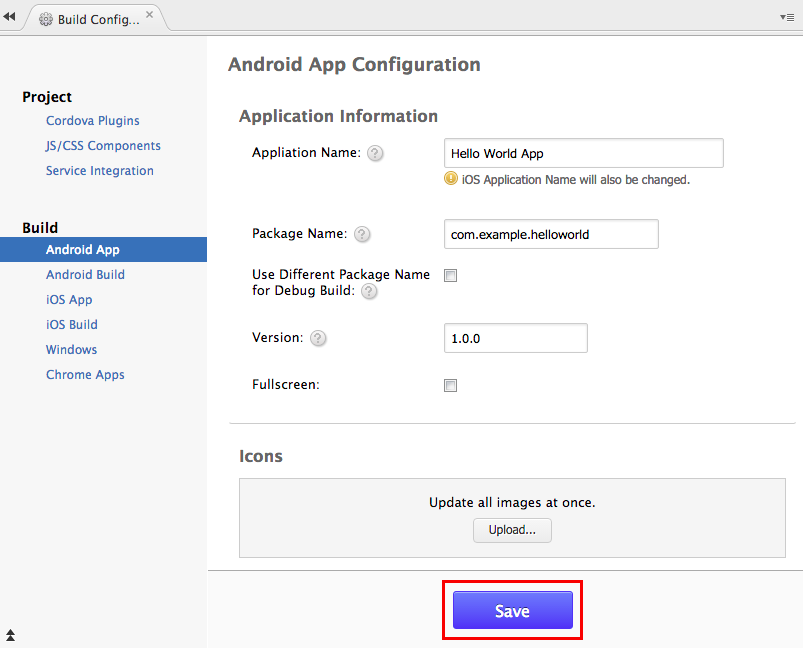 Build Config...
Project
Cordova Plugins
JS/CSS Components
Service Integration
Build
Android App
Android Build
iOS App
iOS Build
Windows
Chrome Apps
Android App Configuration
Application Information
Appliation Name: ?
Hello World App
iOS Application Name will also be changed.
Package Name: ?
com.example.helloworld
Use Different Package Name
for Debug Build: ?
Version: ?
1.0.0
Fullscreen:
Icons
Update all images at once.
Upload...
Save